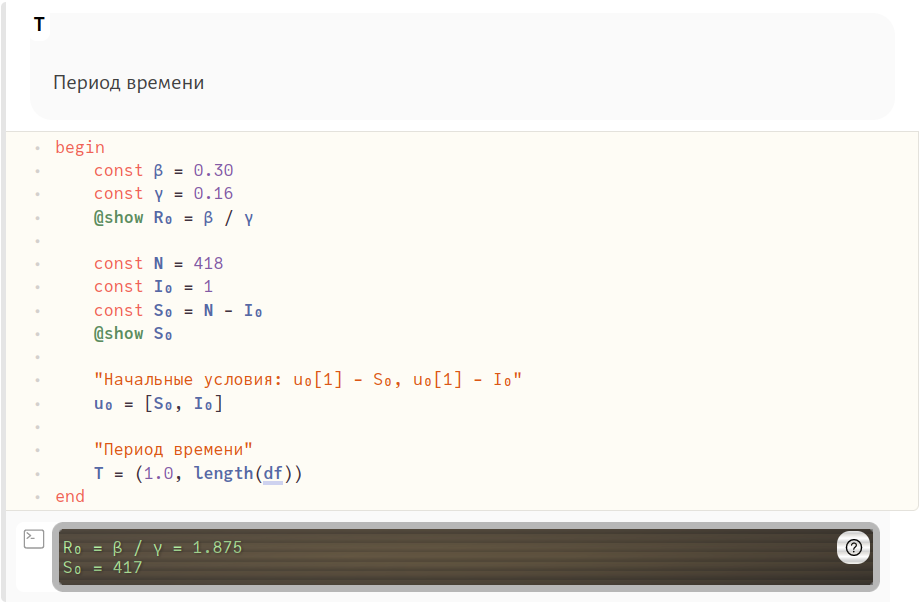 T
Период времени
begin
const β = 0.30
const γ = 0.16
@show R₀ = β / γ
const N = 418
const I₀ = 1
const S₀ = N - I₀
@show S₀
"Начальные условия: u₀[1] - S₀, u₀[1] - I₀"
u₀ = [S₀, I₀]
"Период времени"
T = (1.0, length(df))
end
R₀ = β / γ = 1.875
S₀ = 417